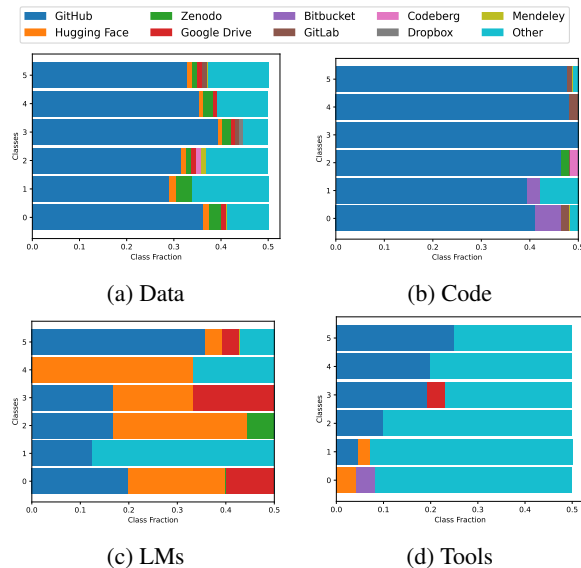 GitHub Zenodo Bitbucket Codeberg Mendeley
Hugging Face Google Drive GitLab Dropbox Other
Classes
5
4
3
2
1
0
0.0 0.1 0.2 0.3 0.4 0.5
Class Fraction
(a) Data
Classes
5
4
3
2
1
0
0.0 0.1 0.2 0.3 0.4 0.5
Class Fraction
(b) Code
Classes
5
4
3
2
1
0
0.0 0.1 0.2 0.3 0.4 0.5
Class Fraction
(c) LMs
Classes
5
4
3
2
1
0
0.0 0.1 0.2 0.3 0.4 0.5
Class Fraction
(d) Tools